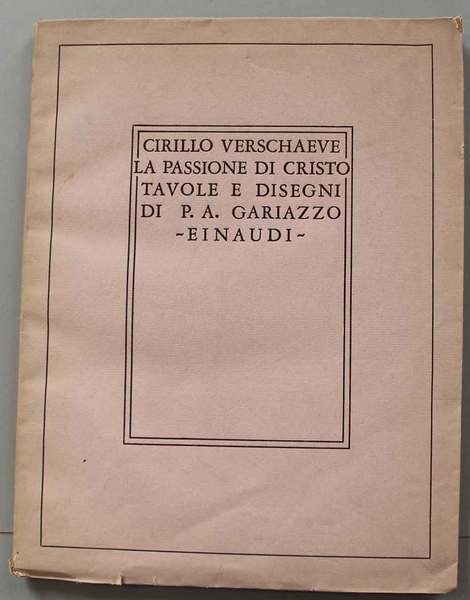 CIRILLO VERSCHAEVE
LA PASSIONE DI CRISTO
TAVOLE E DISEGNI
DI P. A. GARIAZZO
-EINAUDI-